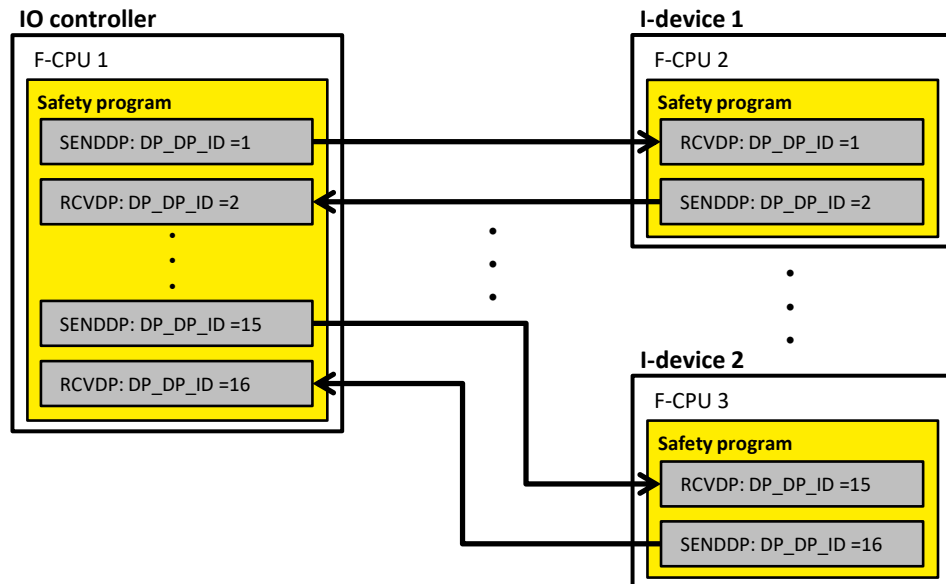 IO controller
F-CPU 1
Safety program
SENDDP: DP_DP_ID =1
RCVDP: DP_DP_ID =2
SENDDP: DP_DP_ID =15
RCVDP: DP_DP_ID =16
I-device 1
F-CPU 2
Safety program
RCVDP: DP_DP_ID =1
SENDDP: DP_DP_ID =2
I-device 2
F-CPU 3
Safety program
RCVDP: DP_DP_ID =15
SENDDP: DP_DP_ID =16